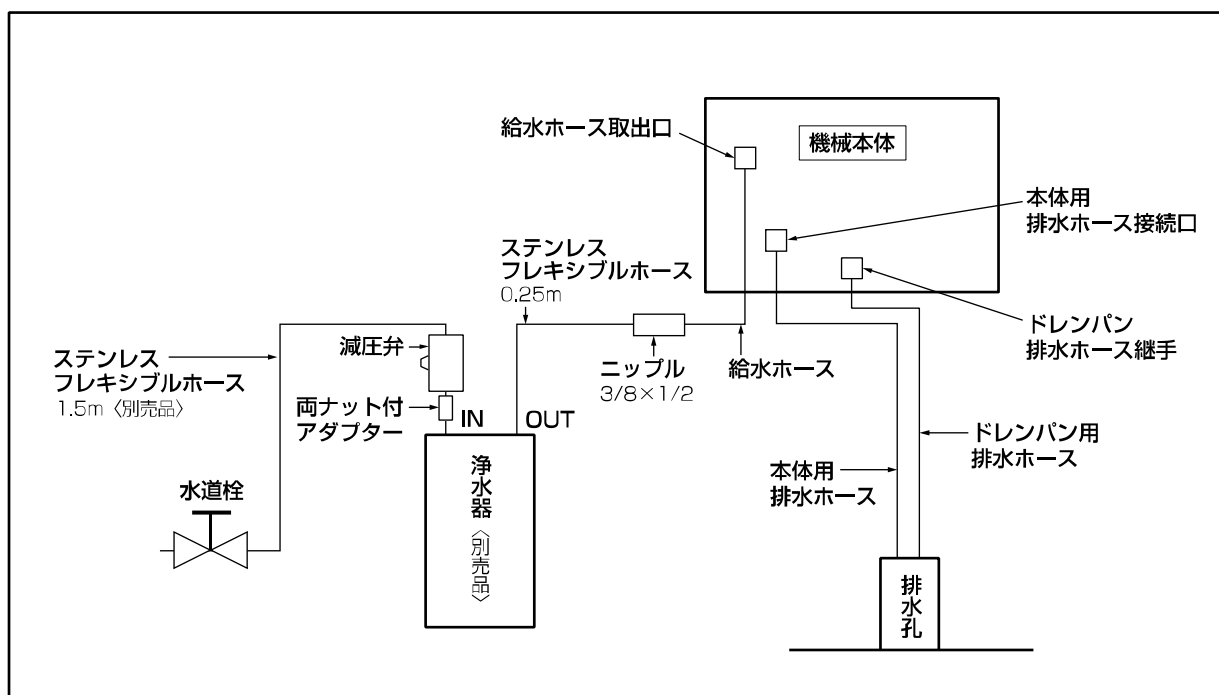 給水ホース取出口
機械本体
本体用
排水ホース接続口
ステンレス
フレキシブルホース
0.25m
ドレンパン
排水ホース継手
減圧弁
ステンレス
フレキシブルホース
1.5m〈別売品〉
ニップル
3/8×1/2
給水ホース
両ナット付
アダプター
IN
OUT
ドレンパン用
排水ホース
本体用
排水ホース
水道栓
浄水器〈別売品〉
排水孔